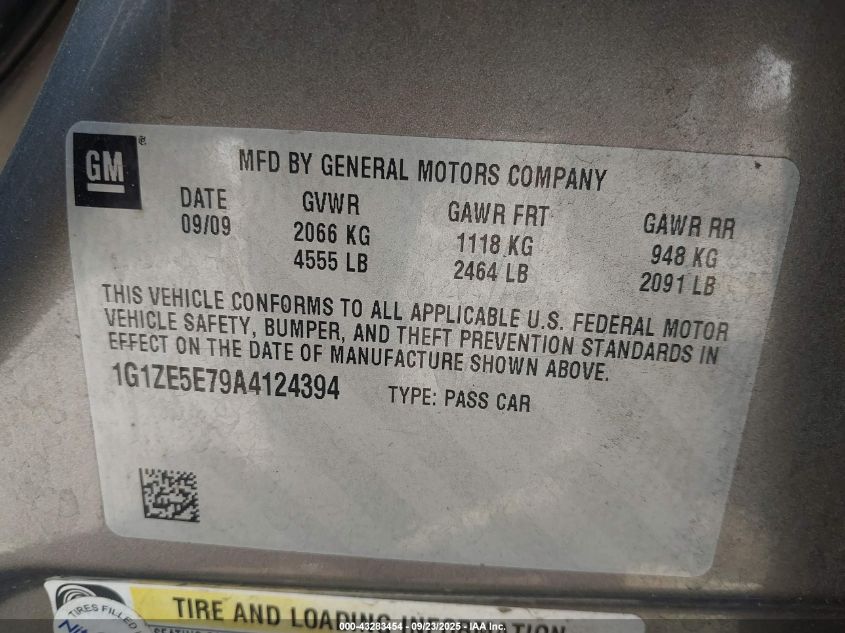 GM ®
MFD BY GENERAL MOTORS COMPANY
DATE GVWR GAWR FRT GAWR RR
09/09 2066 KG 1118 KG 948 KG
4555 LB 2464 LB 2091 LB
THIS VEHICLE CONFORMS TO ALL APPLICABLE U.S. FEDERAL MOTOR
VEHICLE SAFETY, BUMPER, AND THEFT PREVENTION STANDARDS IN
EFFECT ON THE DATE OF MANUFACTURE SHOWN ABOVE.
1G1ZE5E79A4124394 TYPE: PASS CAR
TIRES FILLED
TIRE AND LOADING
000-43283454 - 09/23/2025 - IAA Inc.